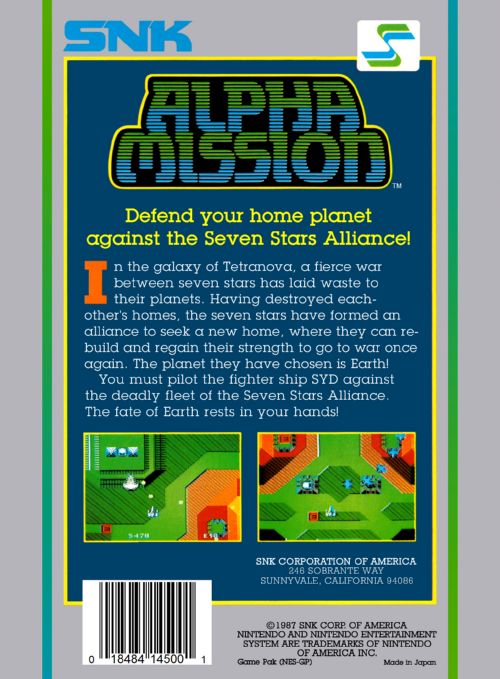 SNK
S
ALPHA
MISSION
TM
Defend your home planet
against the Seven Stars Alliance!
In the galaxy of Tetranova, a fierce war
between seven stars has laid waste to
their planets. Having destroyed each-
other's homes, the seven stars have formed an
alliance to seek a new home, where they can re-
build and regain their strength to go to war once
again. The planet they have chosen is Earth!
You must pilot the fighter ship SYD against
the deadly fleet of the Seven Stars Alliance.
The fate of Earth rests in your hands!
SNK CORPORATION OF AMERICA
246 SOBRANTE WAY
SUNNYVALE, CALIFORNIA 94086
0 18484 14500 1
©1987 SNK CORP. OF AMERICA
NINTENDO AND NINTENDO ENTERTAINMENT
SYSTEM ARE TRADEMARKS OF NINTENDO
OF AMERICA INC.
Game Pak (NES-GP) Made in Japan